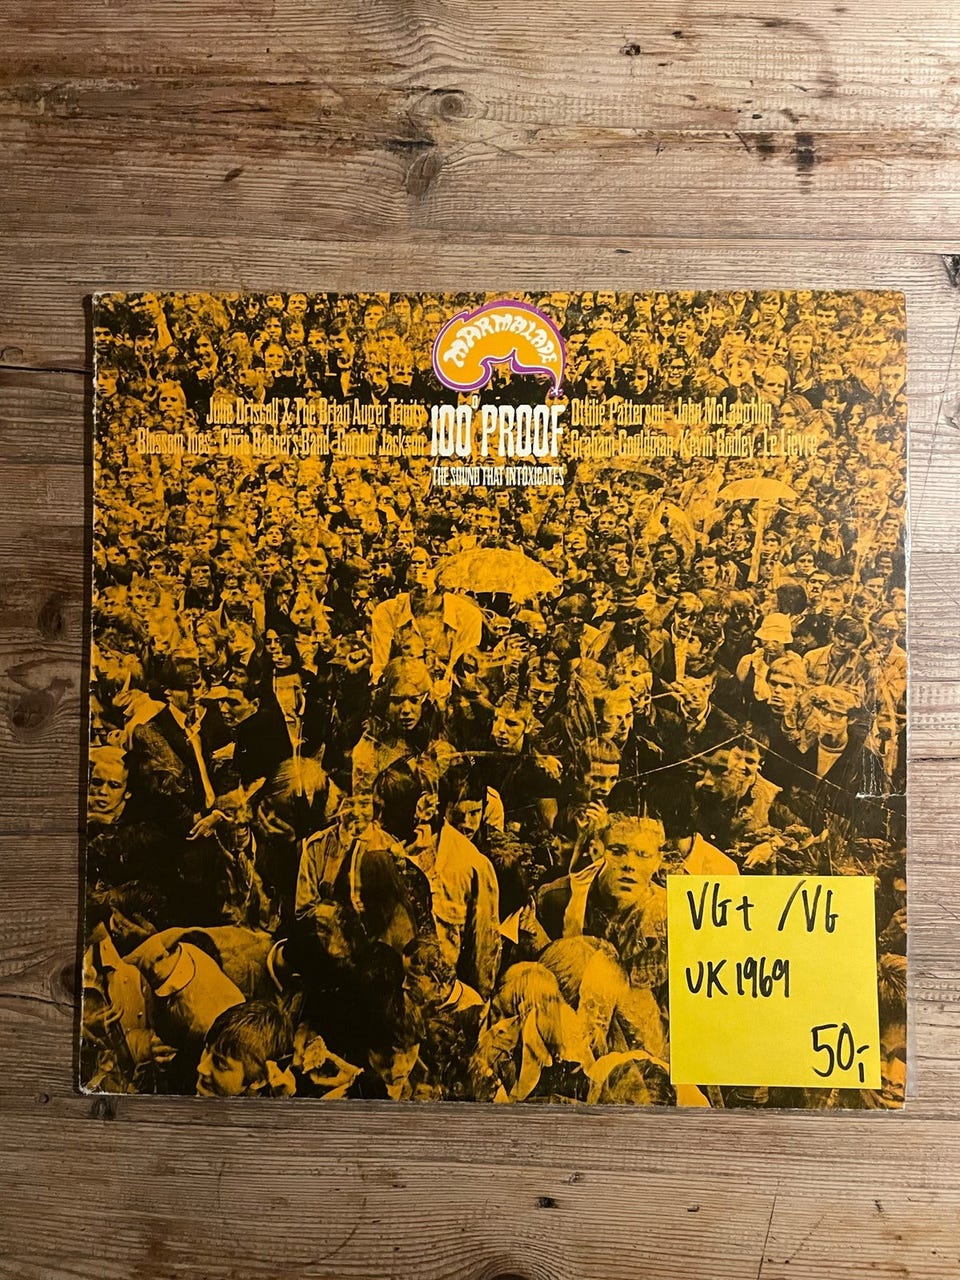 MARMALADE
Julie Driscoll & The Brian Auger Trinity
Blossom Toes · Chris Barber's Band · Gordon Jackson
100° PROOF
THE SOUND THAT INTOXICATES
Ottilie Patterson · John McLaughlin
Graham Gouldman · Kevin Godley · Le Lievre
VG+ /VG
UK 1969
50,-